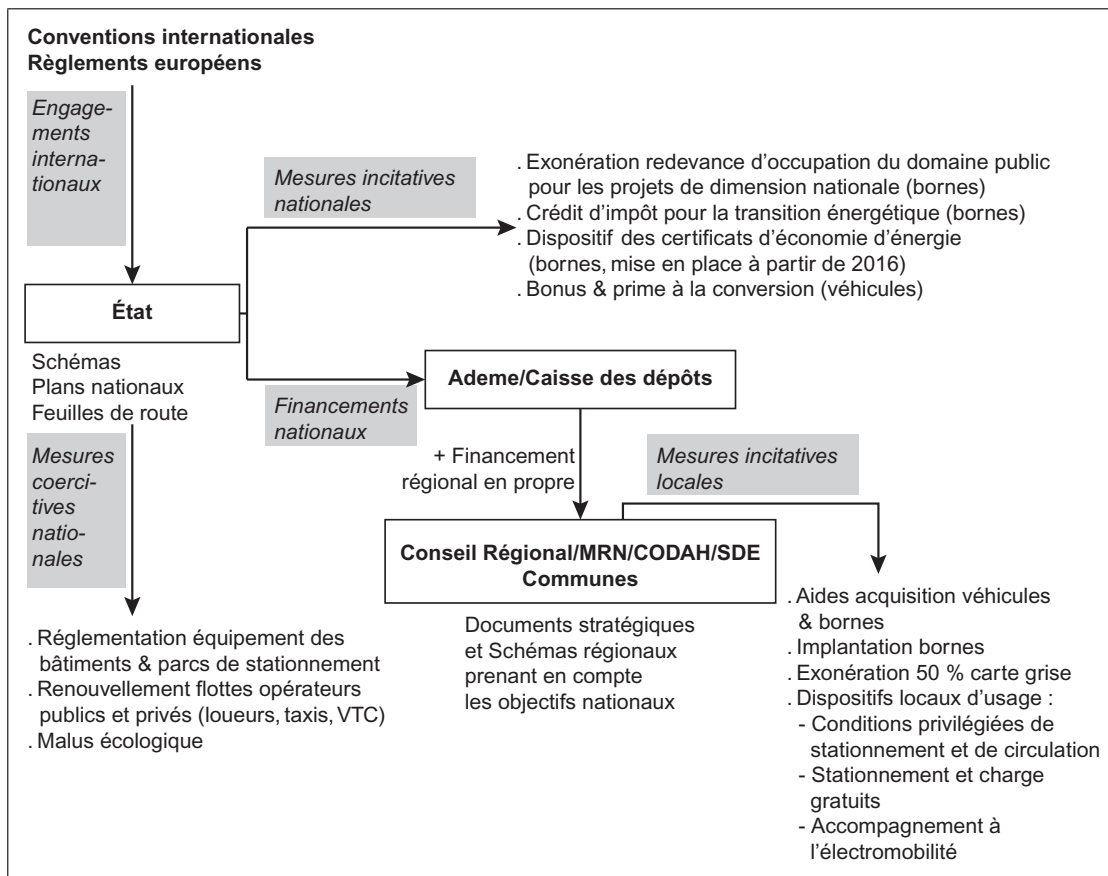 Conventions internationales
Règlements européens
Engage-
ments
interna-
tionaux
Mesures incitatives
nationales
. Exonération redevance d'occupation du domaine public
pour les projets de dimension nationale (bornes)
. Crédit d'impôt pour la transition énergétique (bornes)
. Dispositif des certificats d'économie d'énergie
(bornes, mise en place à partir de 2016)
. Bonus & prime à la conversion (véhicules)
État
Schémas
Plans nationaux
Feuilles de route
Financements
nationaux
Ademe/Caisse des dépôts
Mesures
coerci-
tives
natio-
nales
+ Financement
régional en propre
Mesures incitatives
locales
Conseil Régional/MRN/CODAH/SDE
Communes
Documents stratégiques
et Schémas régionaux
prenant en compte
les objectifs nationaux
. Réglementation équipement des
bâtiments & parcs de stationnement
. Renouvellement flottes opérateurs
publics et privés (loueurs, taxis, VTC)
. Malus écologique
. Aides acquisition véhicules
& bornes
. Implantation bornes
. Exonération 50 % carte grise
. Dispositifs locaux d'usage :
- Conditions privilégiées de
stationnement et de circulation
- Stationnement et charge
gratuits
- Accompagnement à
l'électromobilité